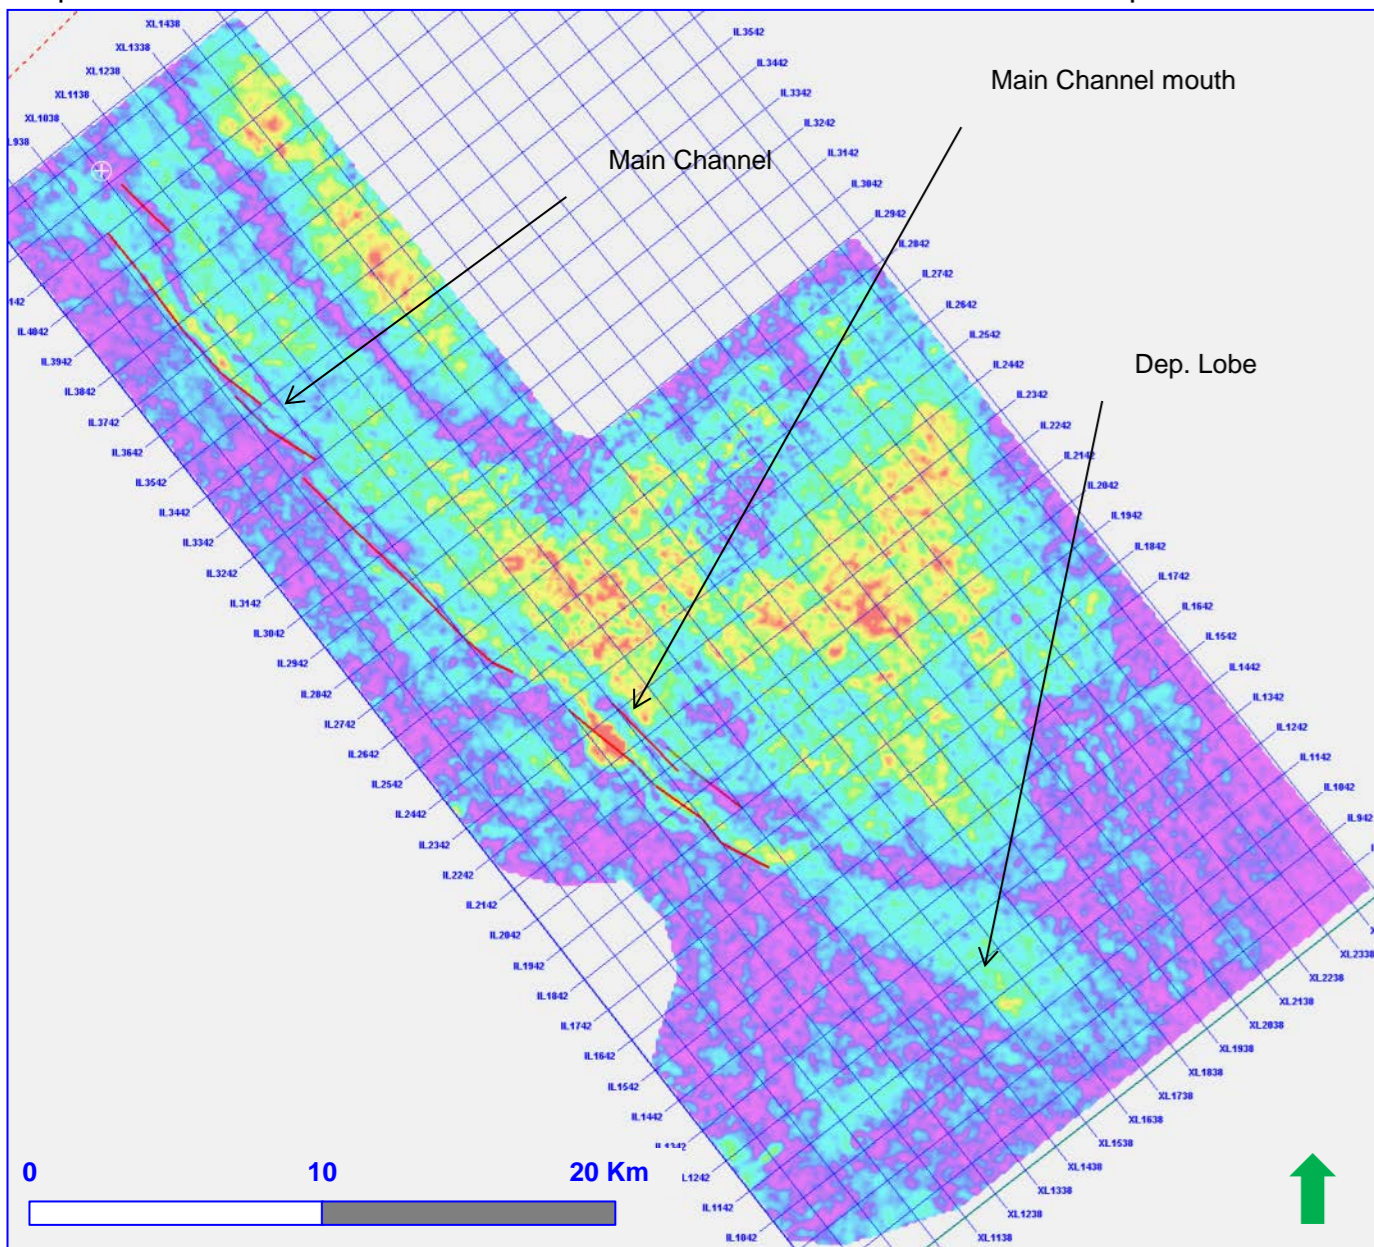 XL1438
XL1338
XL1238
XL1138
XL1038
L938
IL3542
IL3442
IL3342
IL3242
IL3142
IL3042
IL2942
IL2842
IL2742
IL2642
IL2542
IL2442
IL2342
IL2242
IL2142
IL2042
IL1942
IL1842
IL1742
IL1642
IL1542
IL1442
IL1342
IL1242
IL1142
IL1042
IL942
Main Channel mouth
Main Channel
Dep. Lobe
142
IL4042
IL3942
IL3842
IL3742
IL3642
IL3542
IL3442
IL3342
IL3242
IL3142
IL3042
IL2942
IL2842
IL2742
IL2642
IL2542
IL2442
IL2342
IL2242
IL2142
IL2042
IL1942
IL1842
IL1742
IL1642
IL1542
IL1442
IL1342
L1242
IL1142
IL1042
XL2338
XL2238
XL2138
XL2038
XL1938
XL1838
XL1738
XL1638
XL1538
XL1438
XL1338
XL1238
XL1138
0 10 20 Km